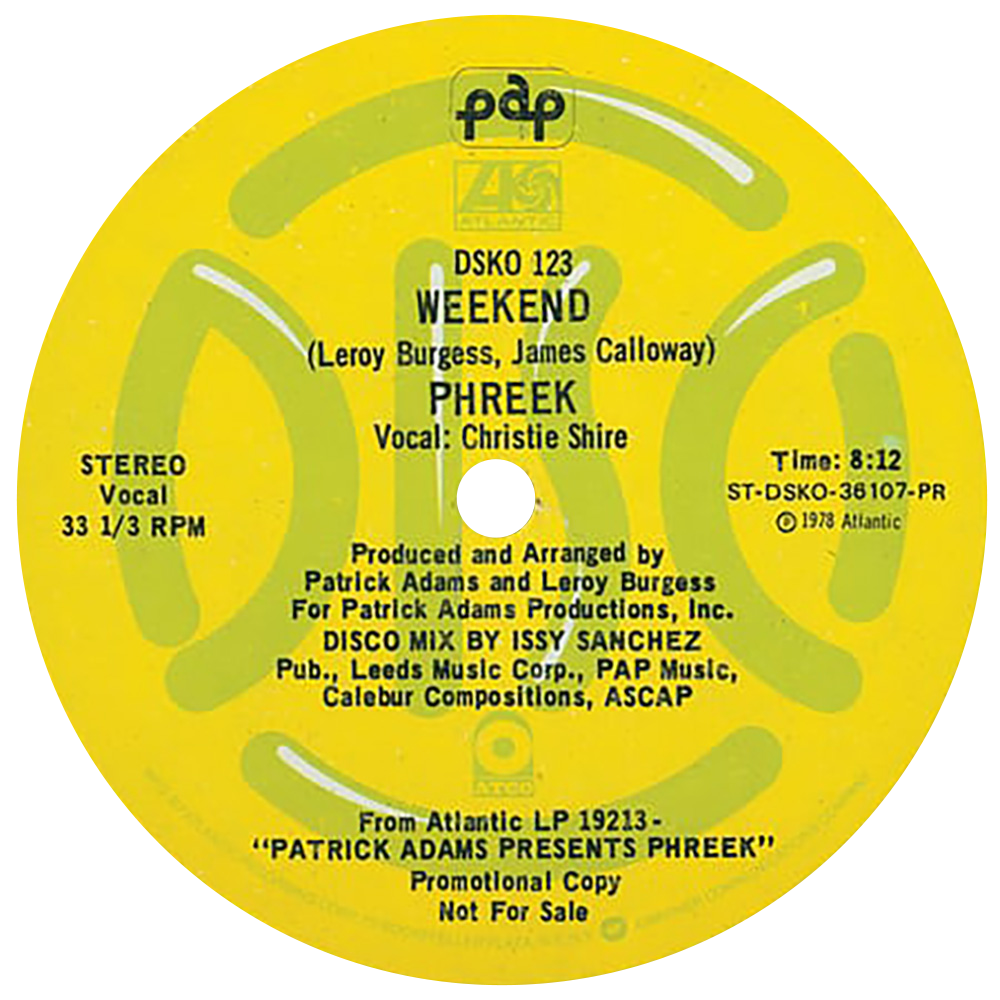 pap
ATLANTIC
DSKO 123
WEEKEND
(Leroy Burgess, James Calloway)
PHREEK
Vocal: Christie Shire
STEREO
Vocal
33 1/3 RPM
Time: 8:12
ST-DSKO-36107-PR
Ⓟ 1978 Atlantic
Produced and Arranged by
Patrick Adams and Leroy Burgess
For Patrick Adams Productions, Inc.
DISCO MIX BY ISSY SANCHEZ
Pub., Leeds Music Corp., PAP Music,
Calebur Compositions, ASCAP
ATCO
From Atlantic LP 19213-
“PATRICK ADAMS PRESENTS PHREEK”
Promotional Copy
Not For Sale